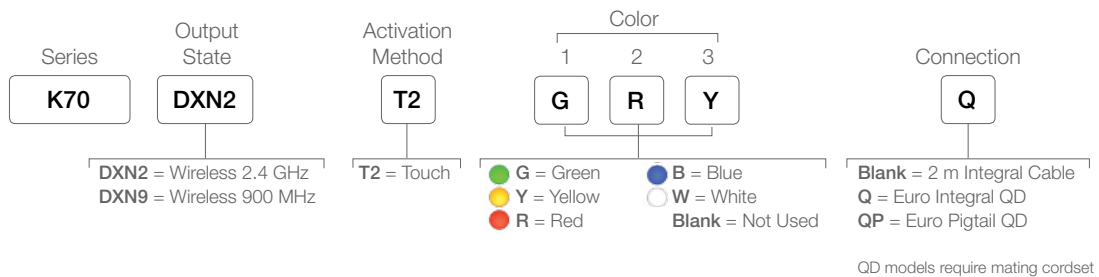 Color
Output
State
Activation
Method
Series
1 2 3
Connection
K70
DXN2
T2
G
R
Y
Q
DXN2 = Wireless 2.4 GHz
DXN9 = Wireless 900 MHz
T2 = Touch
G = Green
Y = Yellow
R = Red
B = Blue
W = White
Blank = Not Used
Blank = 2 m Integral Cable
Q = Euro Integral QD
QP = Euro Pigtail QD
QD models require mating cordset